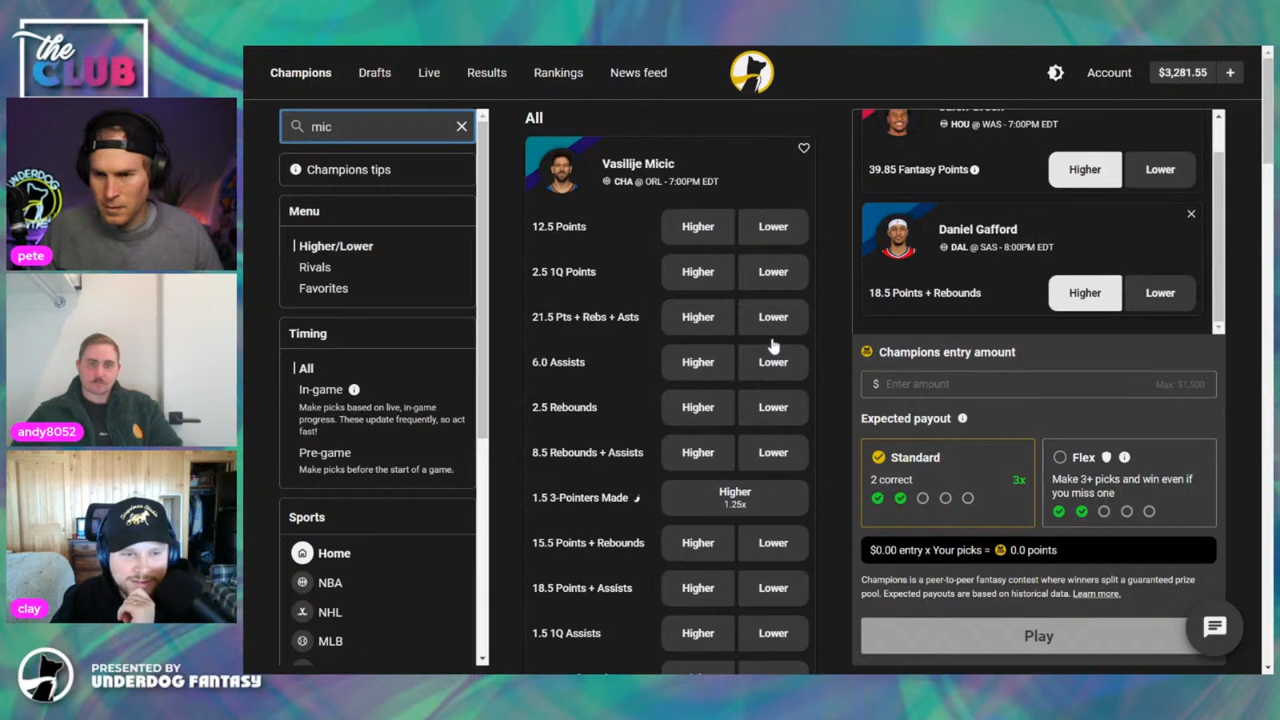 the
CLUB
pete
andy8052
clay
PRESENTED BY
UNDERDOG FANTASY
Champions
Drafts
Live
Results
Rankings
News feed
Account
$3,281.55 +
mic
Champions tips
Menu
Higher/Lower
Rivals
Favorites
Timing
All
In-game
Make picks based on live, in-game
progress. These update frequently, so act
fast!
Pre-game
Make picks before the start of a game.
Sports
Home
NBA
NHL
MLB
All
Vasilije Micic
CHA @ ORL - 7:00PM EDT
12.5 Points Higher Lower
2.5 1Q Points Higher Lower
21.5 Pts + Rebs + Asts Higher Lower
6.0 Assists Higher Lower
2.5 Rebounds Higher Lower
8.5 Rebounds + Assists Higher Lower
1.5 3-Pointers Made Higher
1.25x
15.5 Points + Rebounds Higher Lower
18.5 Points + Assists Higher Lower
1.5 1Q Assists Higher Lower
HOU @ WAS - 7:00PM EDT
39.85 Fantasy Points Higher Lower
Daniel Gafford
DAL @ SAS - 8:00PM EDT
18.5 Points + Rebounds Higher Lower
Champions entry amount
$ Enter amount Max: $1,500
Expected payout
Standard
2 correct 3x
Flex
Make 3+ picks and win even if
you miss one
$0.00 entry x Your picks = 0.0 points
Champions is a peer-to-peer fantasy contest where winners split a guaranteed prize
pool. Expected payouts are based on historical data. Learn more.
Play